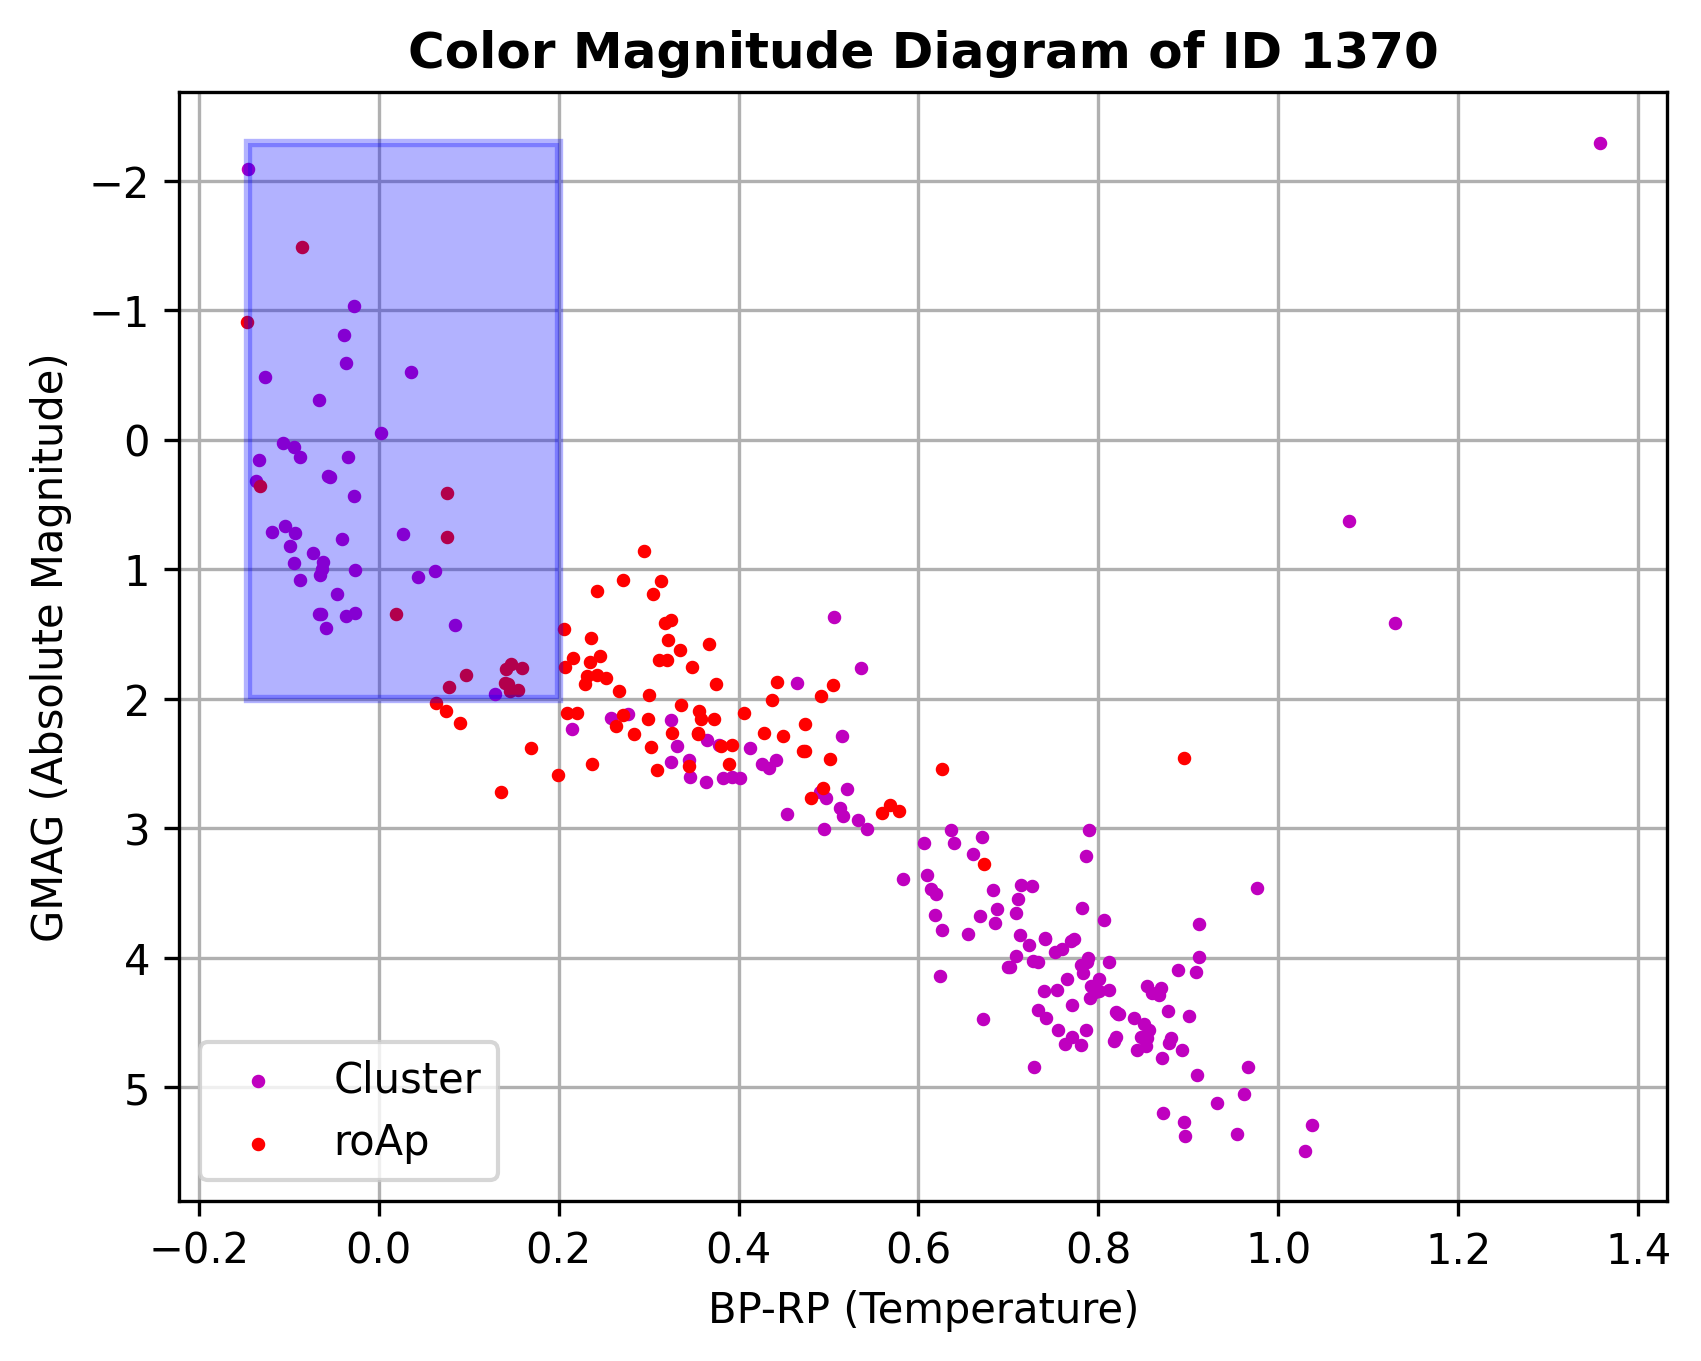 Color Magnitude Diagram of ID 1370
GMAG (Absolute Magnitude)
−2
−1
0
1
2
3
4
5
Cluster
roAp
−0.2 0.0 0.2 0.4 0.6 0.8 1.0 1.2 1.4
BP-RP (Temperature)